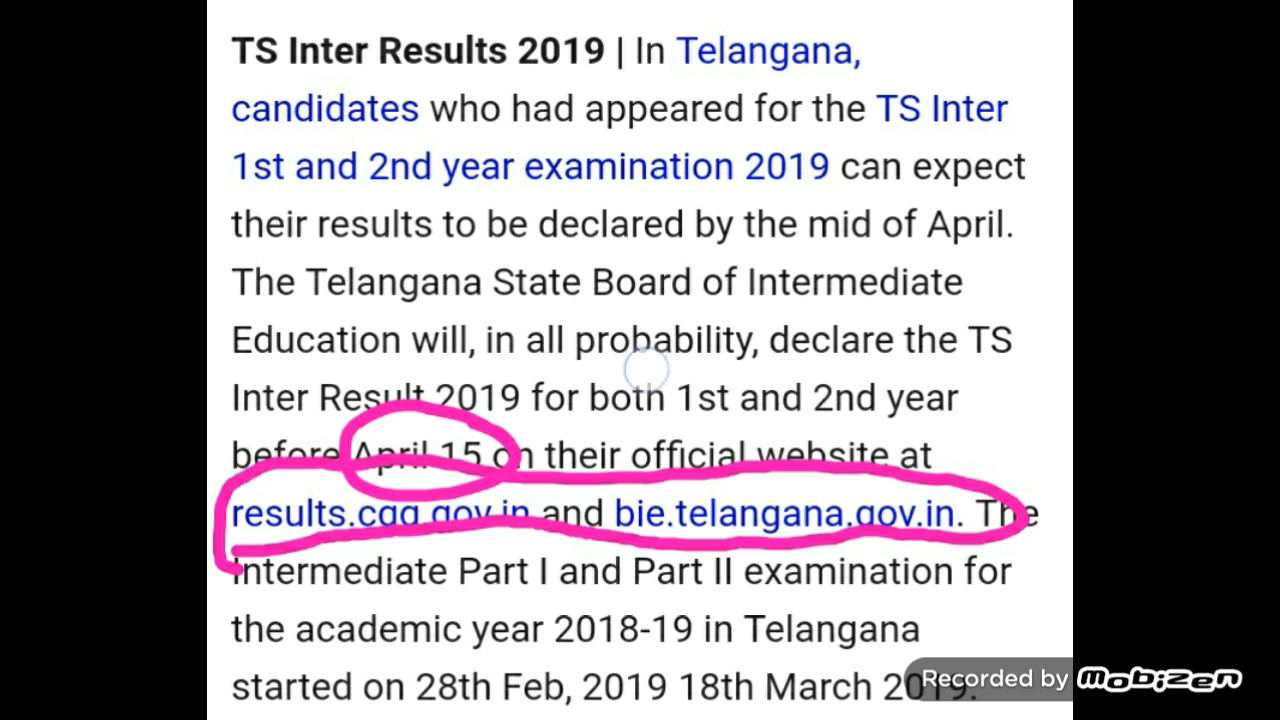 TS Inter Results 2019 | In Telangana,
candidates who had appeared for the TS Inter
1st and 2nd year examination 2019 can expect
their results to be declared by the mid of April.
The Telangana State Board of Intermediate
Education will, in all probability, declare the TS
Inter Result 2019 for both 1st and 2nd year
before April 15 on their official website at
results.cgg.gov.in and bie.telangana.gov.in. The
Intermediate Part I and Part II examination for
the academic year 2018-19 in Telangana
started on 28th Feb, 2019 18th March 2019.
Recorded by Mobizen